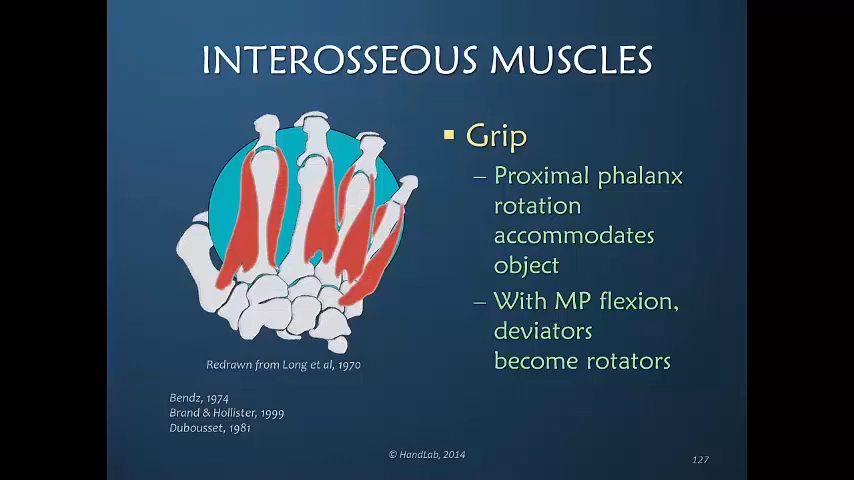 INTEROSSEOUS MUSCLES
▪ Grip
– Proximal phalanx
rotation
accommodates
object
– With MP flexion,
deviators
become rotators
Redrawn from Long et al, 1970
Bendz, 1974
Brand & Hollister, 1999
Dubousset, 1981
© HandLab, 2014
127